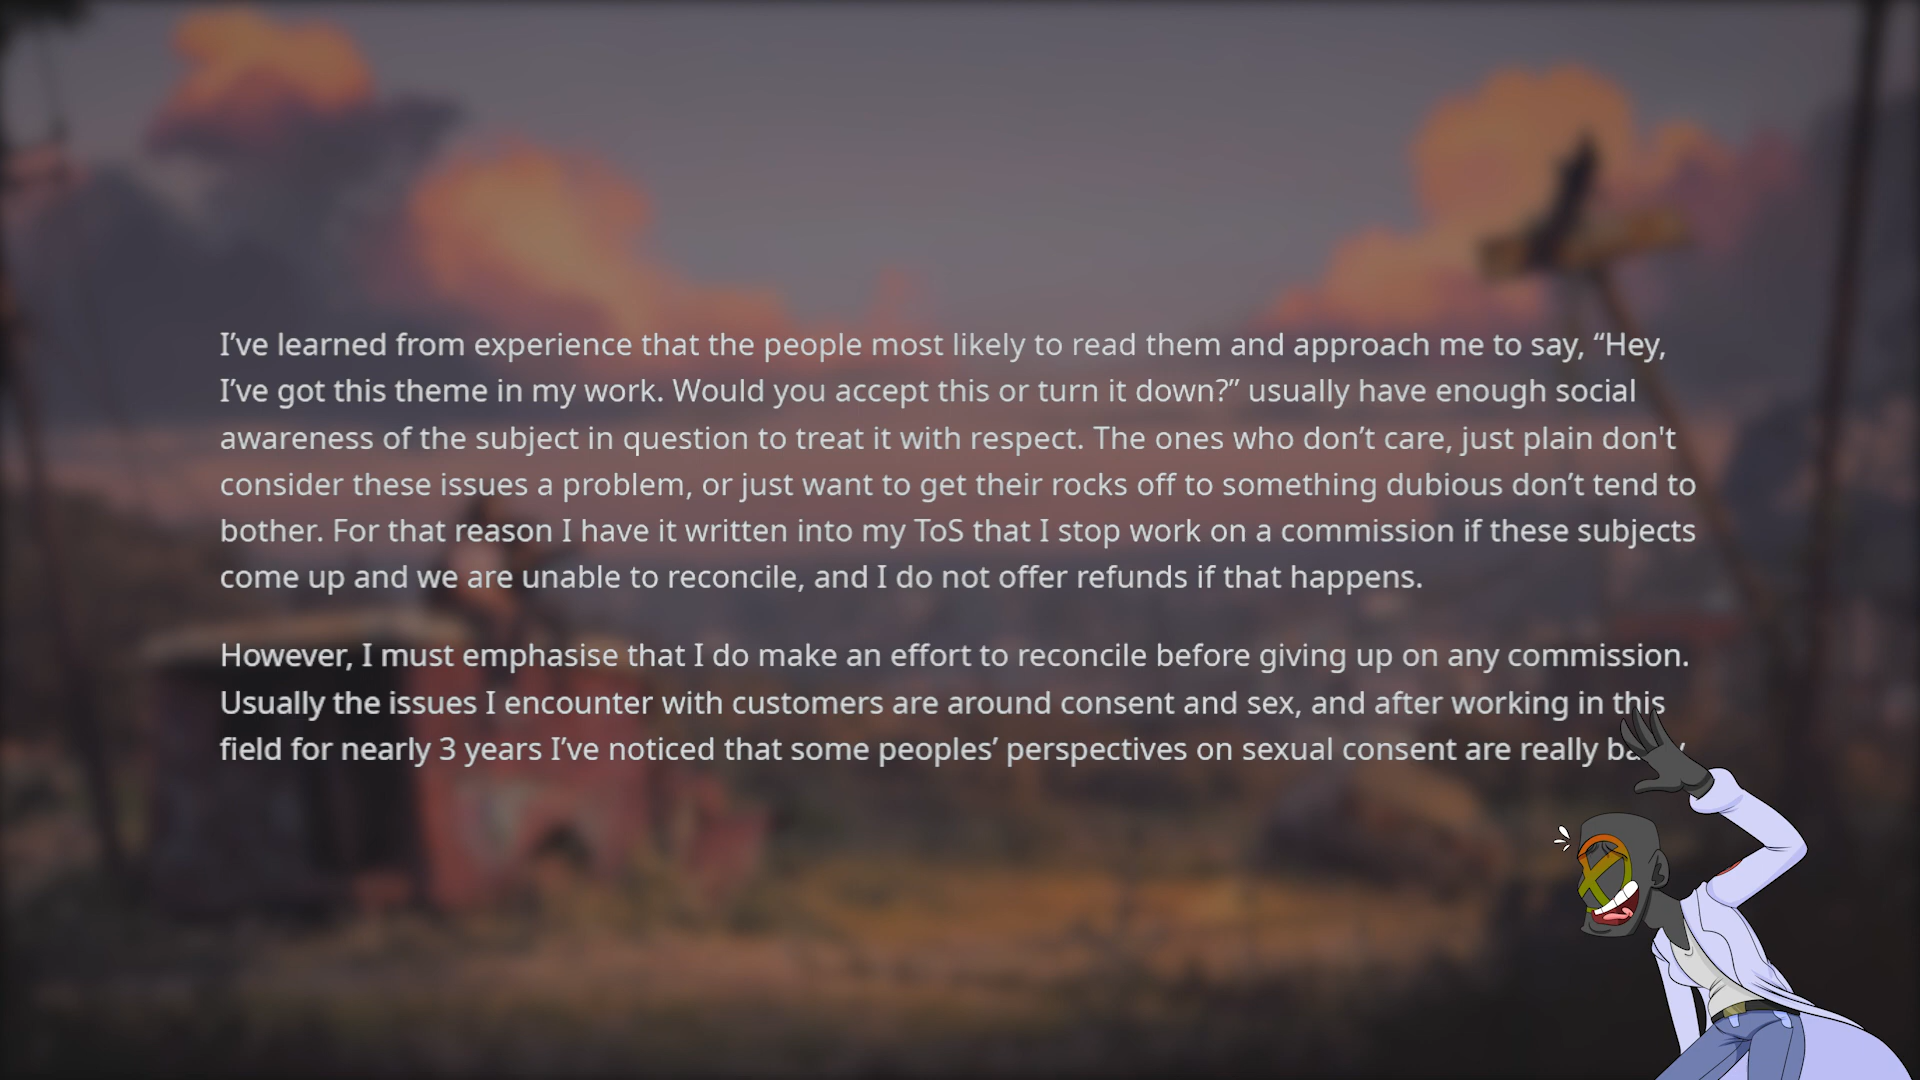 I’ve learned from experience that the people most likely to read them and approach me to say, “Hey,
I’ve got this theme in my work. Would you accept this or turn it down?” usually have enough social
awareness of the subject in question to treat it with respect. The ones who don’t care, just plain don't
consider these issues a problem, or just want to get their rocks off to something dubious don’t tend to
bother. For that reason I have it written into my ToS that I stop work on a commission if these subjects
come up and we are unable to reconcile, and I do not offer refunds if that happens.
However, I must emphasise that I do make an effort to reconcile before giving up on any commission.
Usually the issues I encounter with customers are around consent and sex, and after working in this
field for nearly 3 years I’ve noticed that some peoples’ perspectives on sexual consent are really